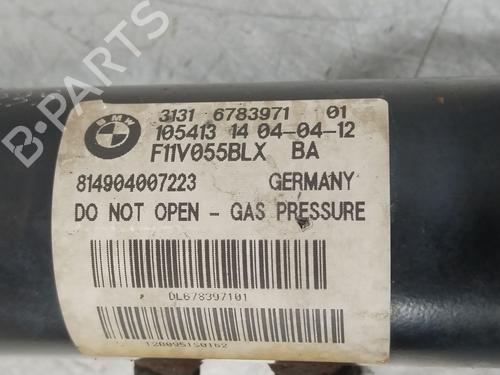 BMW
3131 6783971 01
105413 14 04-04-12
F11V055BLX BA
814904007223 GERMANY
DO NOT OPEN - GAS PRESSURE
DL678397101
120095150162
B-PARTS